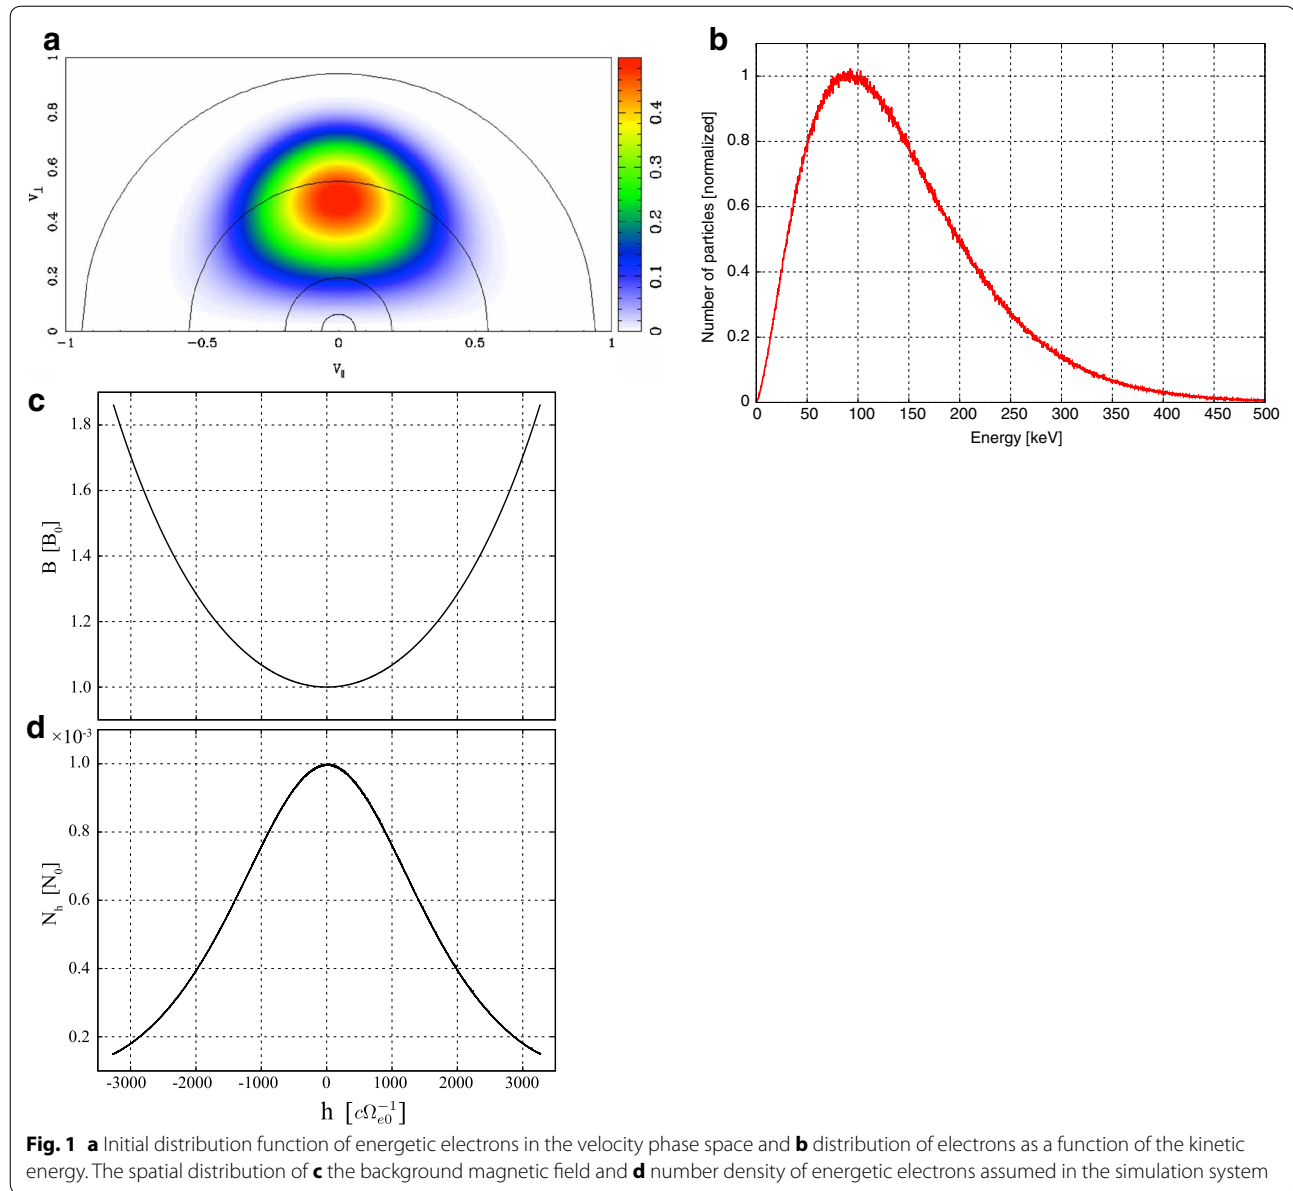 a
1
0.8
0.6
0.4
0.2
0
V⊥
-1
-0.5
0
0.5
1
V∥
0.4
0.3
0.2
0.1
0
b
1
0.8
0.6
0.4
0.2
0
Number of particles [normalized]
0 50 100 150 200 250 300 350 400 450 500
Energy [keV]
c
1.8
1.6
1.4
1.2
1.0
B [B₀]
d
×10⁻³
1.0
0.8
0.6
0.4
0.2
Nₕ [N₀]
-3000 -2000 -1000 0 1000 2000 3000
h [cΩₑ₀⁻¹]
Fig. 1 a Initial distribution function of energetic electrons in the velocity phase space and b distribution of electrons as a function of the kinetic
energy. The spatial distribution of c the background magnetic field and d number density of energetic electrons assumed in the simulation system